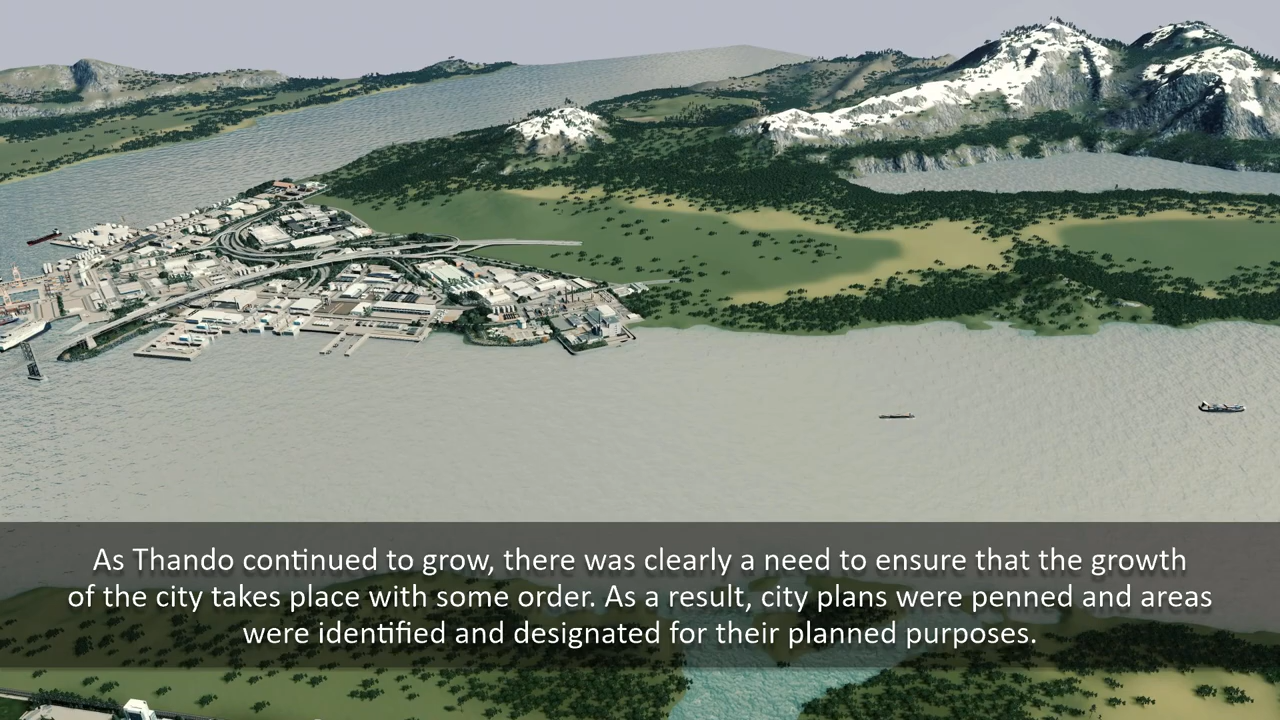 As Thando continued to grow, there was clearly a need to ensure that the growth
of the city takes place with some order. As a result, city plans were penned and areas
were identified and designated for their planned purposes.